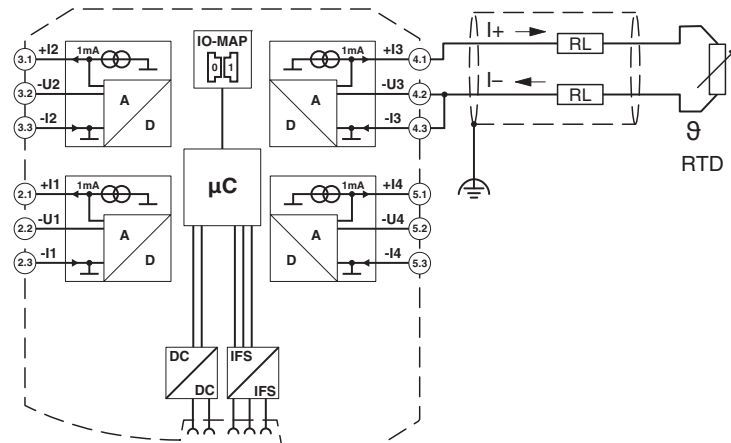 IO-MAP
0 1
3.1 +I2 1mA
3.2 -U2
3.3 -I2
A
D
1mA +I3 4.1
-U3 4.2
-I3 4.3
A
D
I+ RL
I− RL
ϑ
RTD
µC
2.1 +I1 1mA
2.2 -U1
2.3 -I1
A
D
1mA +I4 5.1
-U4 5.2
-I4 5.3
A
D
DC
DC
IFS
IFS